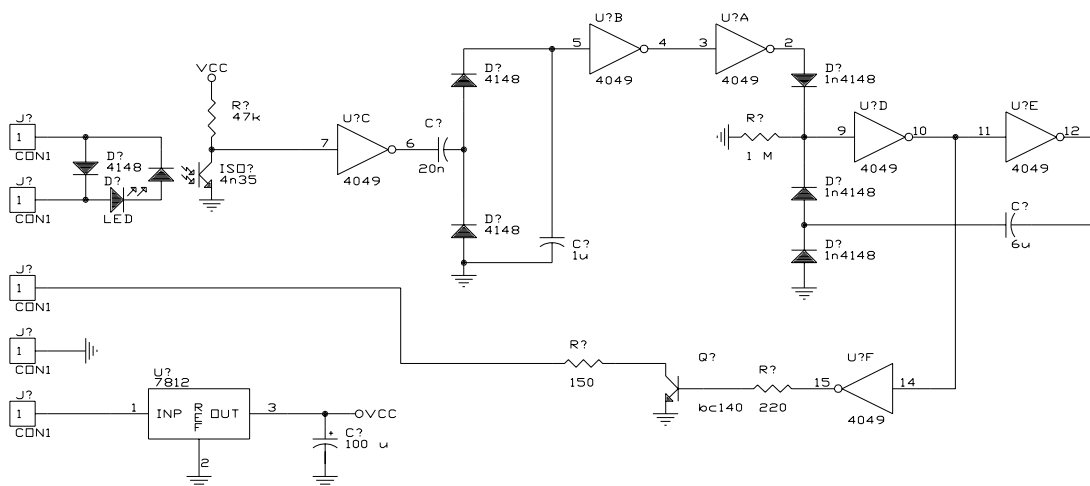 U?B
U?A
5
4
3
2
4049
4049
VCC
D?
4148
D?
1n4148
R?
47k
J?
1
CON1
U?C
7
6
4049
C?
20n
R?
1 M
U?D
9
10
4049
U?E
11
12
4049
D?
4148
ISO?
4n35
D?
LED
J?
1
CON1
D?
1n4148
D?
4148
C?
1u
D?
1n4148
C?
6u
J?
1
CON1
J?
1
R?
150
Q?
bc140
R?
220
U?F
15
14
4049
J?
1
CON1
U?
7812
1
INP
REF
OUT
3
2
VCC
+
C?
100 u